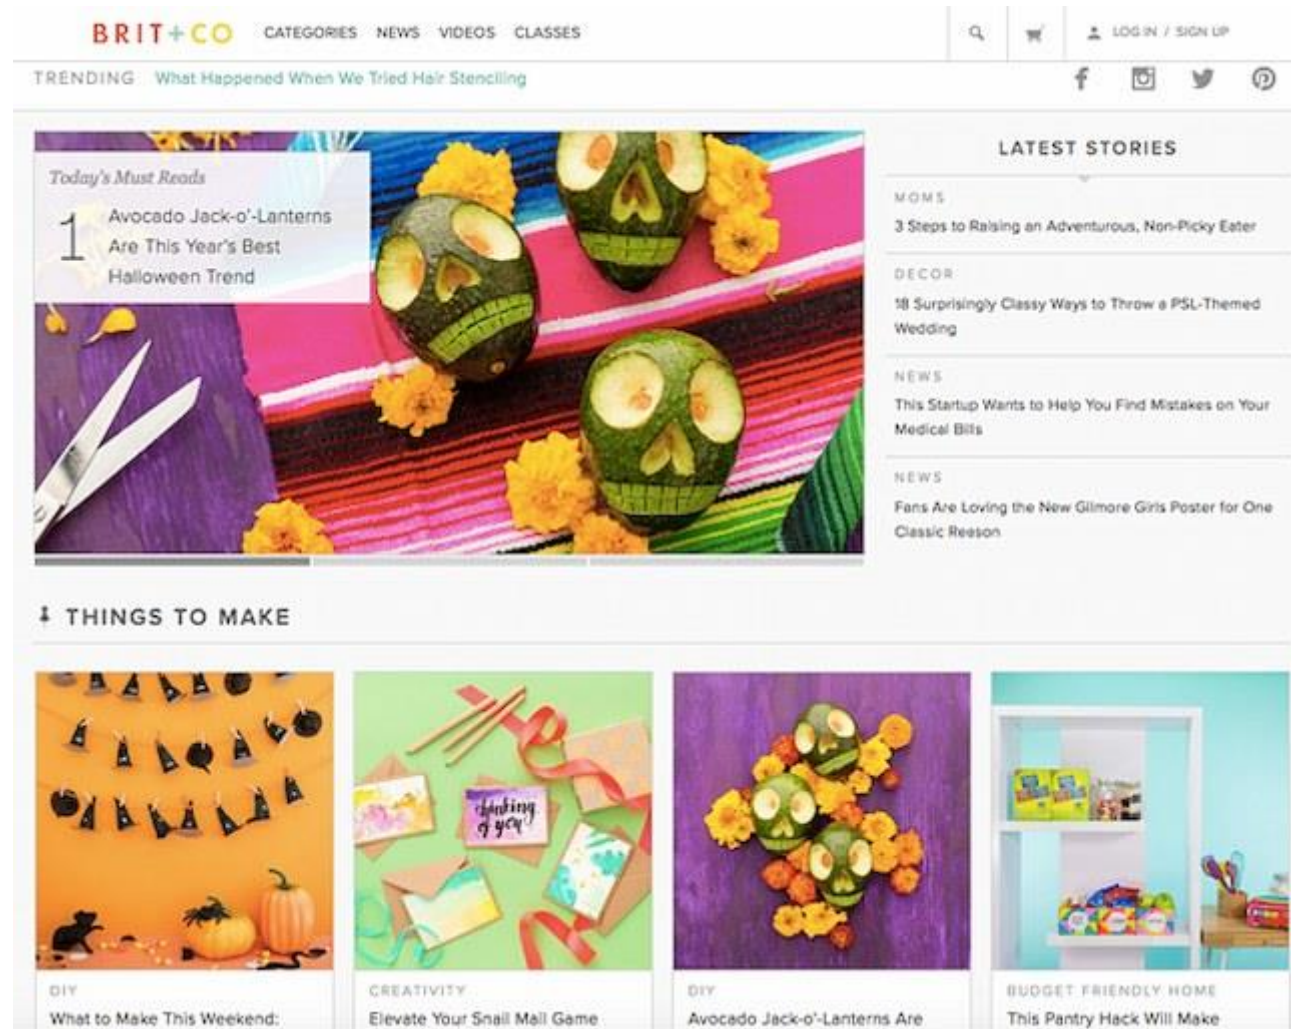 BRIT+CO CATEGORIES NEWS VIDEOS CLASSES LOG IN / SIGN UP
TRENDING What Happened When We Tried Hair Stenciling
Today's Must Reads
1 Avocado Jack-o'-Lanterns
Are This Year's Best
Halloween Trend
LATEST STORIES
MOMS
3 Steps to Raising an Adventurous, Non-Picky Eater
DECOR
18 Surprisingly Classy Ways to Throw a PSL-Themed
Wedding
NEWS
This Startup Wants to Help You Find Mistakes on Your
Medical Bills
NEWS
Fans Are Loving the New Gilmore Girls Poster for One
Classic Reason
THINGS TO MAKE
thinking
of you
DIY
What to Make This Weekend:
CREATIVITY
Elevate Your Snail Mail Game
DIY
Avocado Jack-o'-Lanterns Are
BUDGET FRIENDLY HOME
This Pantry Hack Will Make